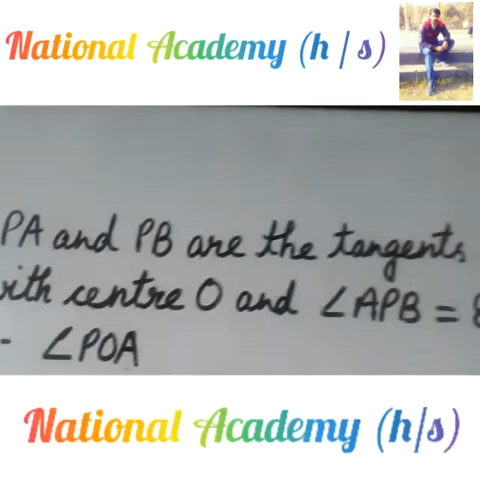 National Academy (h/s)
PA and PB are the tangents
with centre O and ∠APB =
- ∠POA
National Academy (h/s)